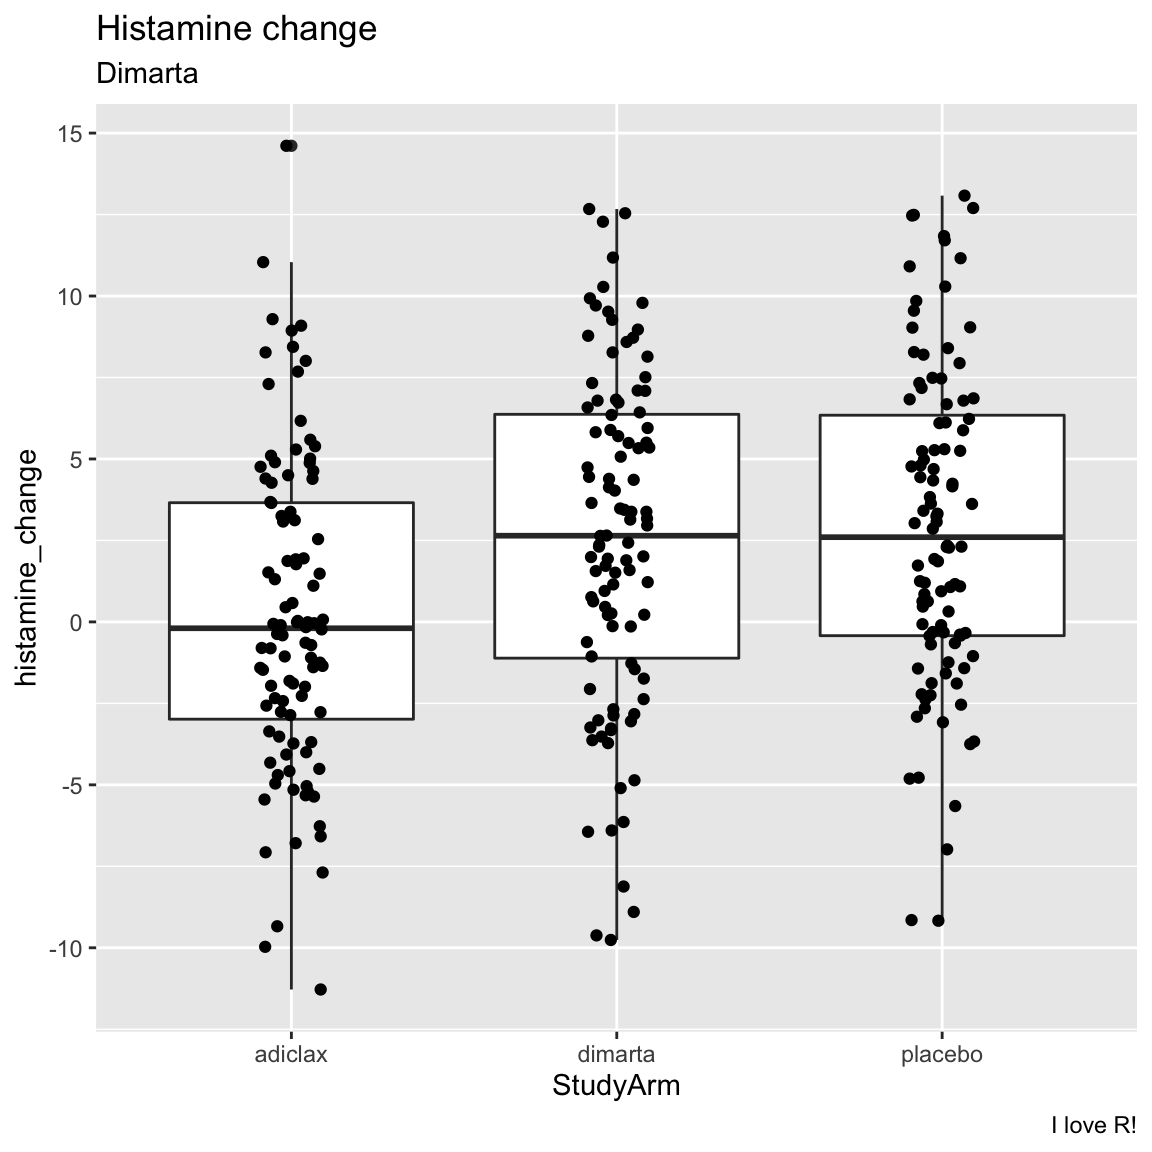 Histamine change
Dimarta
histamine_change
15
10
5
0
-5
-10
adiclax dimarta placebo
StudyArm
I love R!